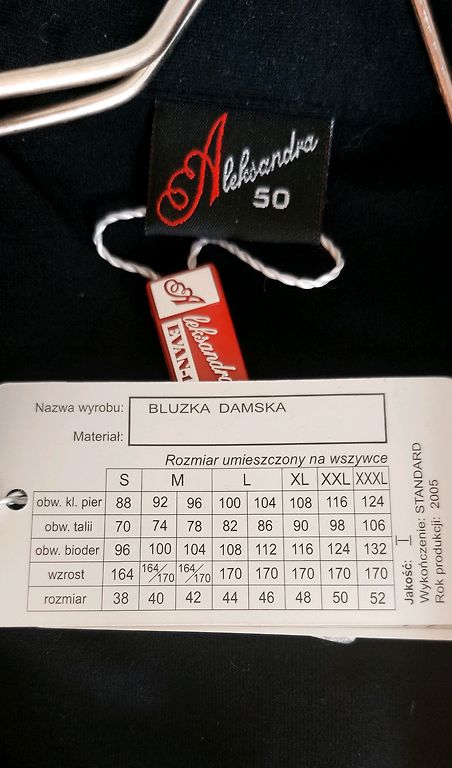 Aleksandra
50
Aleksandra
Nazwa wyrobu: BLUZKA DAMSKA
Materiał:
Rozmiar umieszczony na wszywce
S M L XL XXL XXXL
obw. kl. pier 88 92 96 100 104 108 116 124
obw. talii 70 74 78 82 86 90 98 106
obw. bioder 96 100 104 108 112 116 124 132
wzrost 164 164/170 164/170 170 170 170 170 170
rozmiar 38 40 42 44 46 48 50 52
Jakość: I
Wykończenie: STANDARD
Rok produkcji: 2005